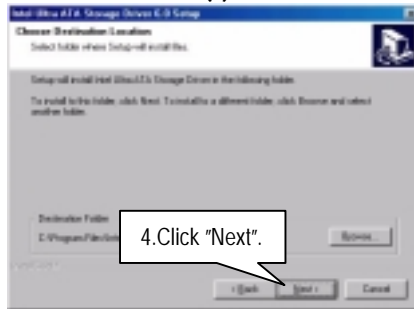 Intel Ultra ATA Storage Driver 6.0 Setup
Choose Destination Location
Select folder where Setup will install files.
Setup will install Intel Ultra ATA Storage Driver in the following folder.
To install to this folder, click Next. To install to a different folder, click Browse and select
another folder.
Destination Folder
C:\Program Files\Intel
Browse...
4.Click "Next".
< Back
Next >
Cancel